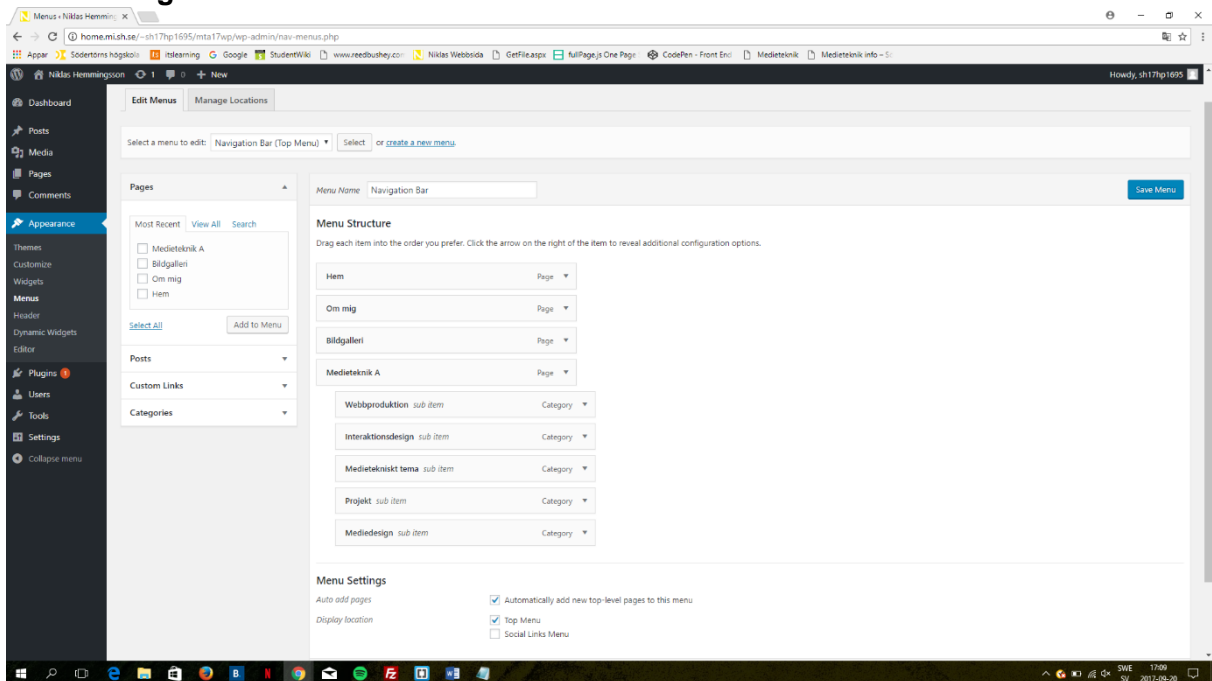 Menus ‹ Niklas Hemming
home.mi.sh.se/~sh17hp1695/mta17wp/wp-admin/nav-menus.php
Appar Södertörns högskola itslearning Google StudentWiki www.reedbushey.com Niklas Webbsida GetFile.aspx fullPage.js One Page CodePen - Front End Medieteknik Medieteknik info – S
Niklas Hemmingsson 1 0 New Howdy, sh17hp1695
Dashboard
Posts
Media
Pages
Comments
Appearance
Themes
Customize
Widgets
Menus
Header
Dynamic Widgets
Editor
Plugins 1
Users
Tools
Settings
Collapse menu
Edit Menus Manage Locations
Select a menu to edit: Navigation Bar (Top Menu) Select or create a new menu.
Pages
Most Recent View All Search
Medieteknik A
Bildgalleri
Om mig
Hem
Select All Add to Menu
Posts
Custom Links
Categories
Menu Name Navigation Bar Save Menu
Menu Structure
Drag each item into the order you prefer. Click the arrow on the right of the item to reveal additional configuration options.
Hem Page
Om mig Page
Bildgalleri Page
Medieteknik A Page
Webbproduktion sub item Category
Interaktionsdesign sub item Category
Medietekniskt tema sub item Category
Projekt sub item Category
Mediedesign sub item Category
Menu Settings
Auto add pages Automatically add new top-level pages to this menu
Display location Top Menu
Social Links Menu
SWE 17:09
SV 2017-09-20